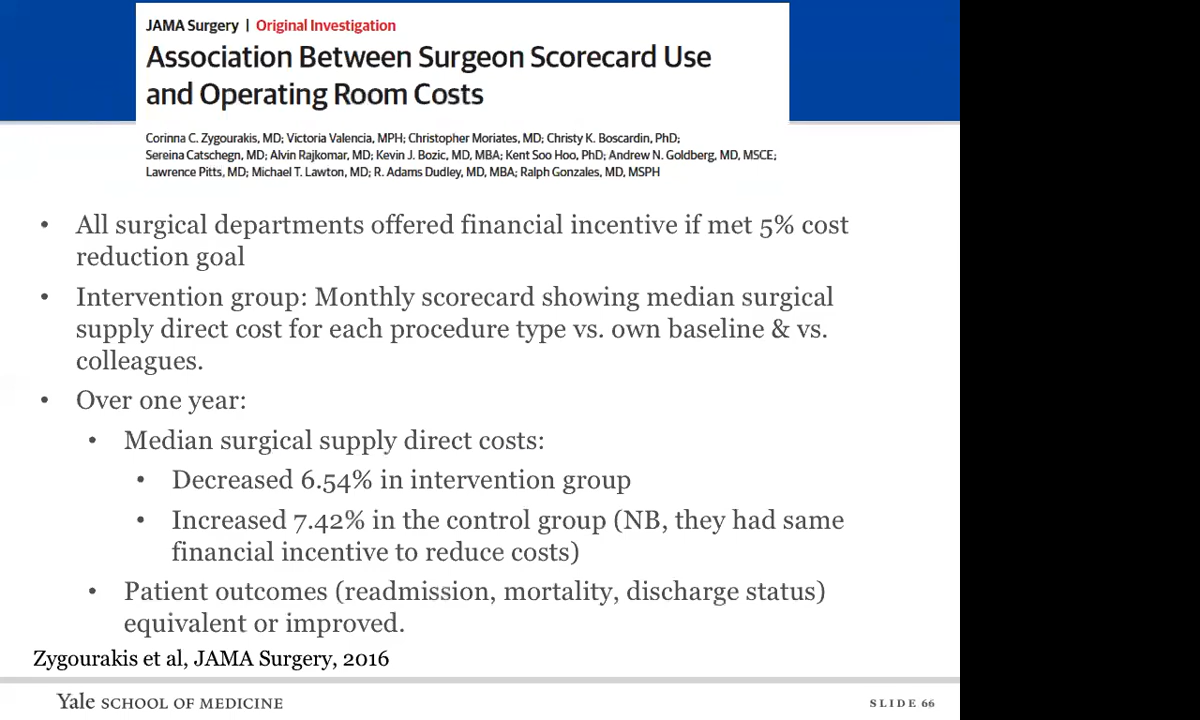 JAMA Surgery | Original Investigation
Association Between Surgeon Scorecard Use
and Operating Room Costs
Corinna C. Zygourakis, MD; Victoria Valencia, MPH; Christopher Moriates, MD; Christy K. Boscardin, PhD;
Sereina Catschegn, MD; Alvin Rajkomar, MD; Kevin J. Bozic, MD, MBA; Kent Soo Hoo, PhD; Andrew N. Goldberg, MD, MSCE;
Lawrence Pitts, MD; Michael T. Lawton, MD; R. Adams Dudley, MD, MBA; Ralph Gonzales, MD, MSPH
• All surgical departments offered financial incentive if met 5% cost
reduction goal
• Intervention group: Monthly scorecard showing median surgical
supply direct cost for each procedure type vs. own baseline & vs.
colleagues.
• Over one year:
• Median surgical supply direct costs:
• Decreased 6.54% in intervention group
• Increased 7.42% in the control group (NB, they had same
financial incentive to reduce costs)
• Patient outcomes (readmission, mortality, discharge status)
equivalent or improved.
Zygourakis et al, JAMA Surgery, 2016
Yale SCHOOL OF MEDICINE
SLIDE 66